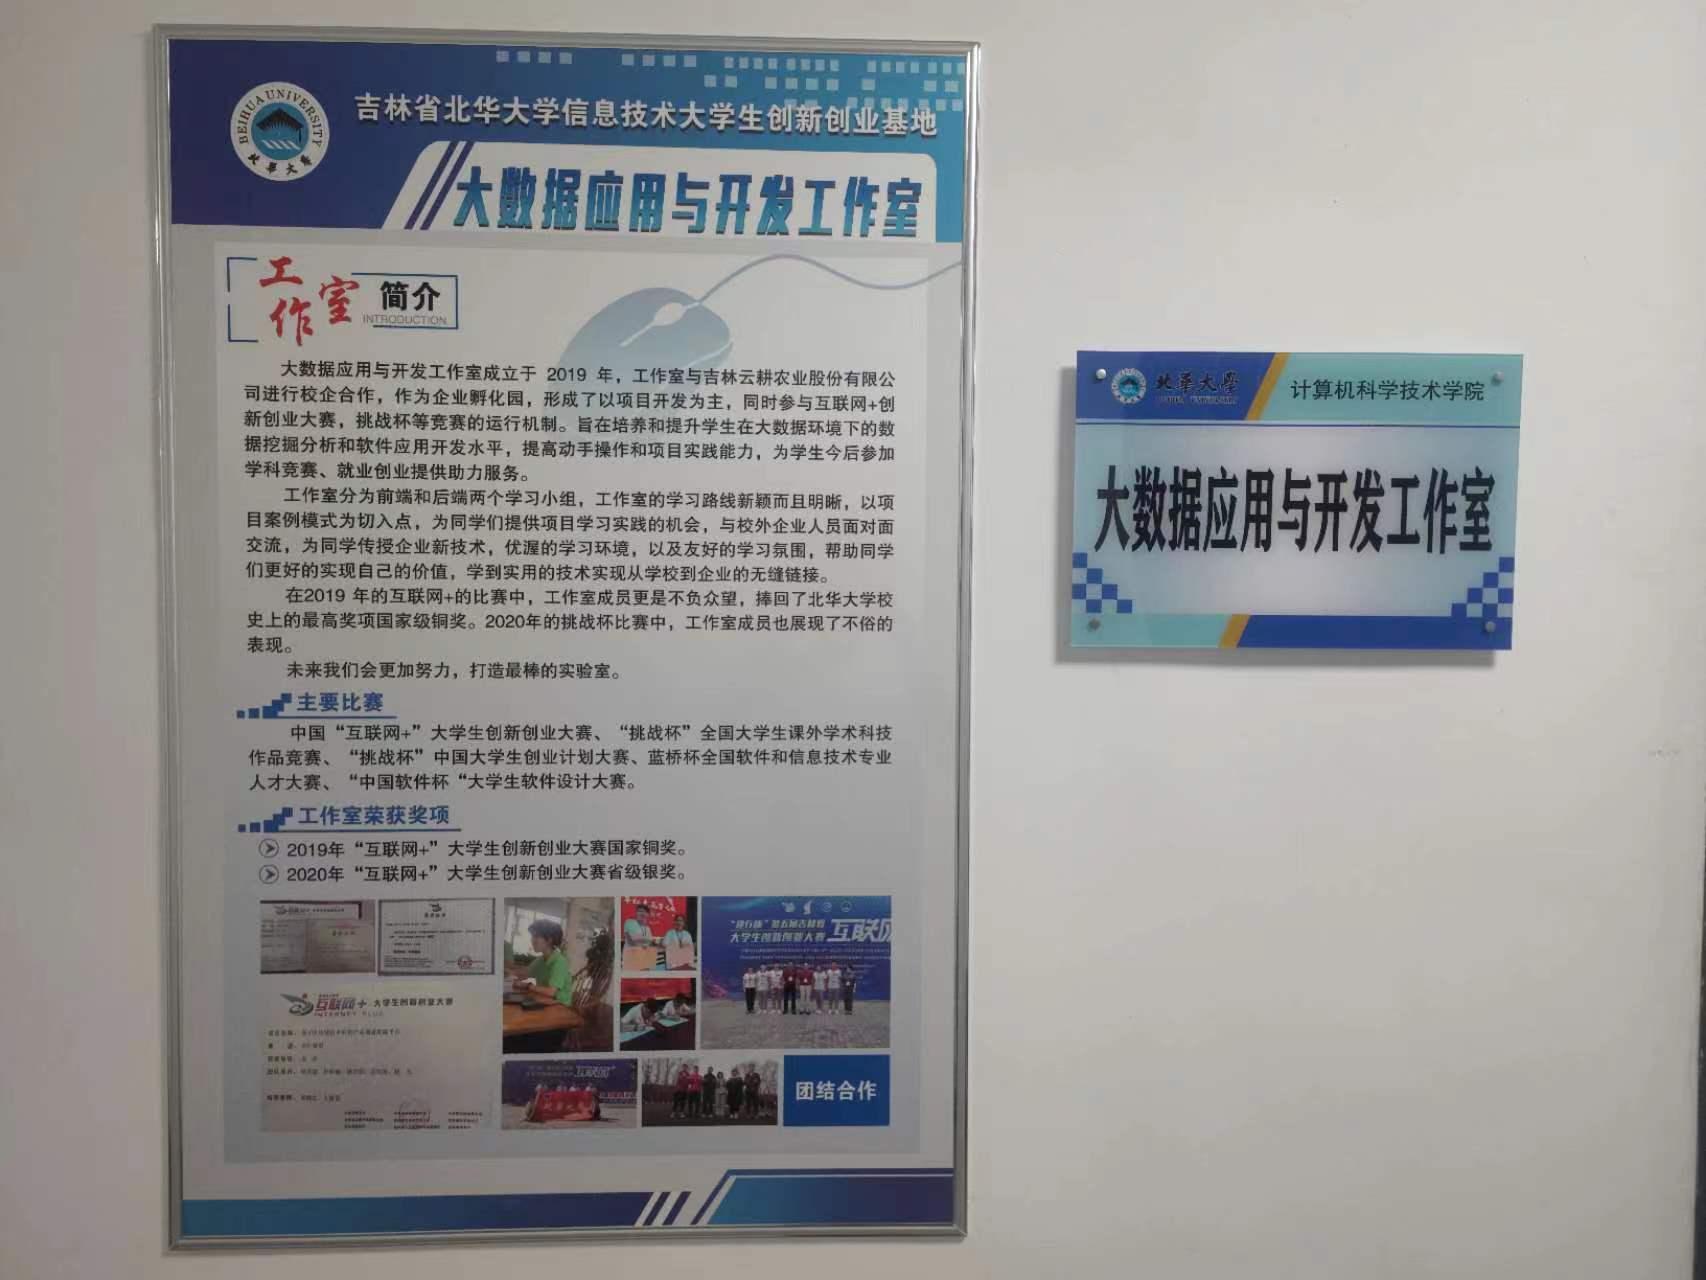 BEIHUA UNIVERSITY
北华大学
吉林省北华大学信息技术大学生创新创业基地
大数据应用与开发工作室
工作室
简介
INTRODUCTION
大数据应用与开发工作室成立于 2019 年，工作室与吉林云耕农业股份有限公
司进行校企合作，作为企业孵化园，形成了以项目开发为主，同时参与互联网+创
新创业大赛，挑战杯等竞赛的运行机制。旨在培养和提升学生在大数据环境下的数
据挖掘分析和软件应用开发水平，提高动手操作和项目实践能力，为学生今后参加
学科竞赛、就业创业提供助力服务。
工作室分为前端和后端两个学习小组，工作室的学习路线新颖而且明晰，以项
目案例模式为切入点，为同学们提供项目学习实践的机会，与校外企业人员面对面
交流，为同学传授企业新技术，优渥的学习环境，以及友好的学习氛围，帮助同学
们更好的实现自己的价值，学到实用的技术实现从学校到企业的无缝链接。
在2019 年的互联网+的比赛中，工作室成员更是不负众望，捧回了北华大学校
史上的最高奖项国家级铜奖。2020年的挑战杯比赛中，工作室成员也展现了不俗的
表现。
未来我们会更加努力，打造最棒的实验室。
主要比赛
中国“互联网+”大学生创新创业大赛、“挑战杯”全国大学生课外学术科技
作品竞赛、“挑战杯”中国大学生创业计划大赛、蓝桥杯全国软件和信息技术专业
人才大赛、“中国软件杯“大学生软件设计大赛。
工作室荣获奖项
2019年“互联网+”大学生创新创业大赛国家铜奖。
2020年“互联网+”大学生创新创业大赛省级银奖。
“建行杯”第五届吉林省
大学生创新创业大赛 互联网
互联网+ 大学生创新创业大赛
INTERNET PLUS
团结合作
北華大學
计算机科学技术学院
大数据应用与开发工作室